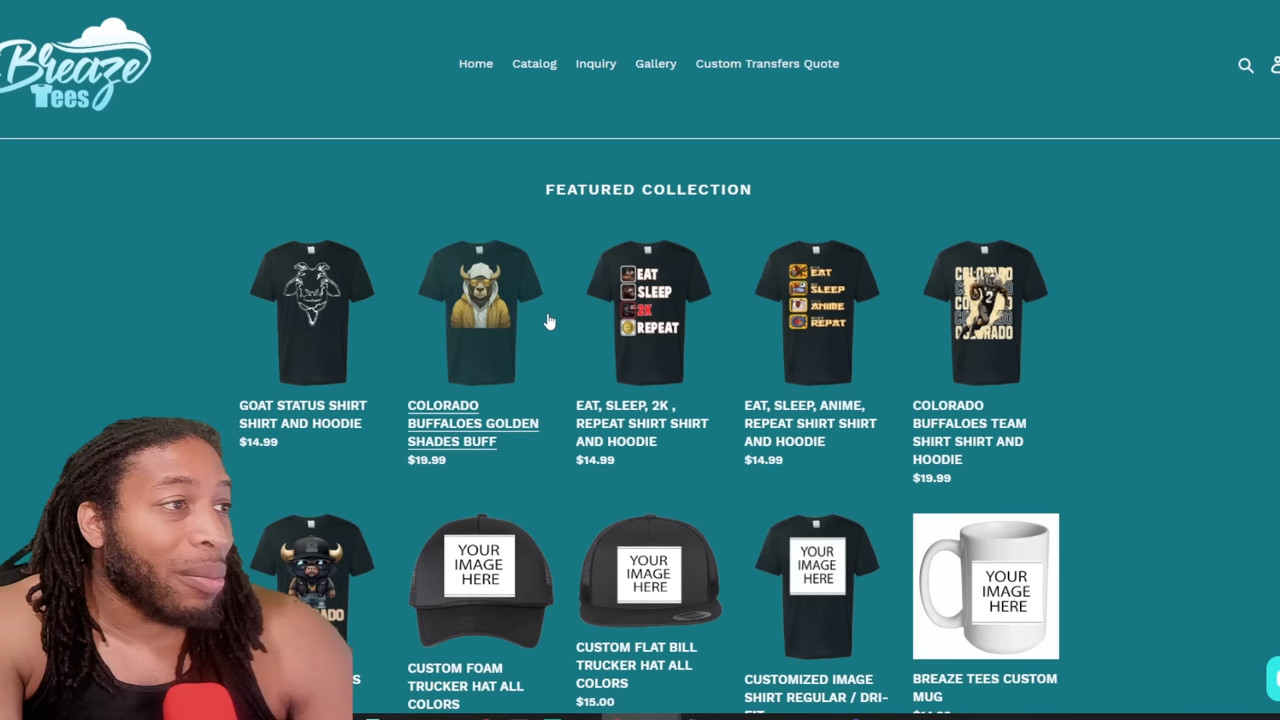 Breaze
Tees
Home
Catalog
Inquiry
Gallery
Custom Transfers Quote
FEATURED COLLECTION
EAT
SLEEP
2K
REPEAT
EAT
SLEEP
ANIME
REPAT
COLORADO
COLORADO
GOAT STATUS SHIRT
SHIRT AND HOODIE
$14.99
COLORADO
BUFFALOES GOLDEN
SHADES BUFF
$19.99
EAT, SLEEP, 2K ,
REPEAT SHIRT SHIRT
AND HOODIE
$14.99
EAT, SLEEP, ANIME,
REPEAT SHIRT SHIRT
AND HOODIE
$14.99
COLORADO
BUFFALOES TEAM
SHIRT SHIRT AND
HOODIE
$19.99
YOUR
IMAGE
HERE
YOUR
IMAGE
HERE
YOUR
IMAGE
HERE
YOUR
IMAGE
HERE
S
CUSTOM FOAM
TRUCKER HAT ALL
COLORS
CUSTOM FLAT BILL
TRUCKER HAT ALL
COLORS
$15.00
CUSTOMIZED IMAGE
SHIRT REGULAR / DRI-
BREAZE TEES CUSTOM
MUG